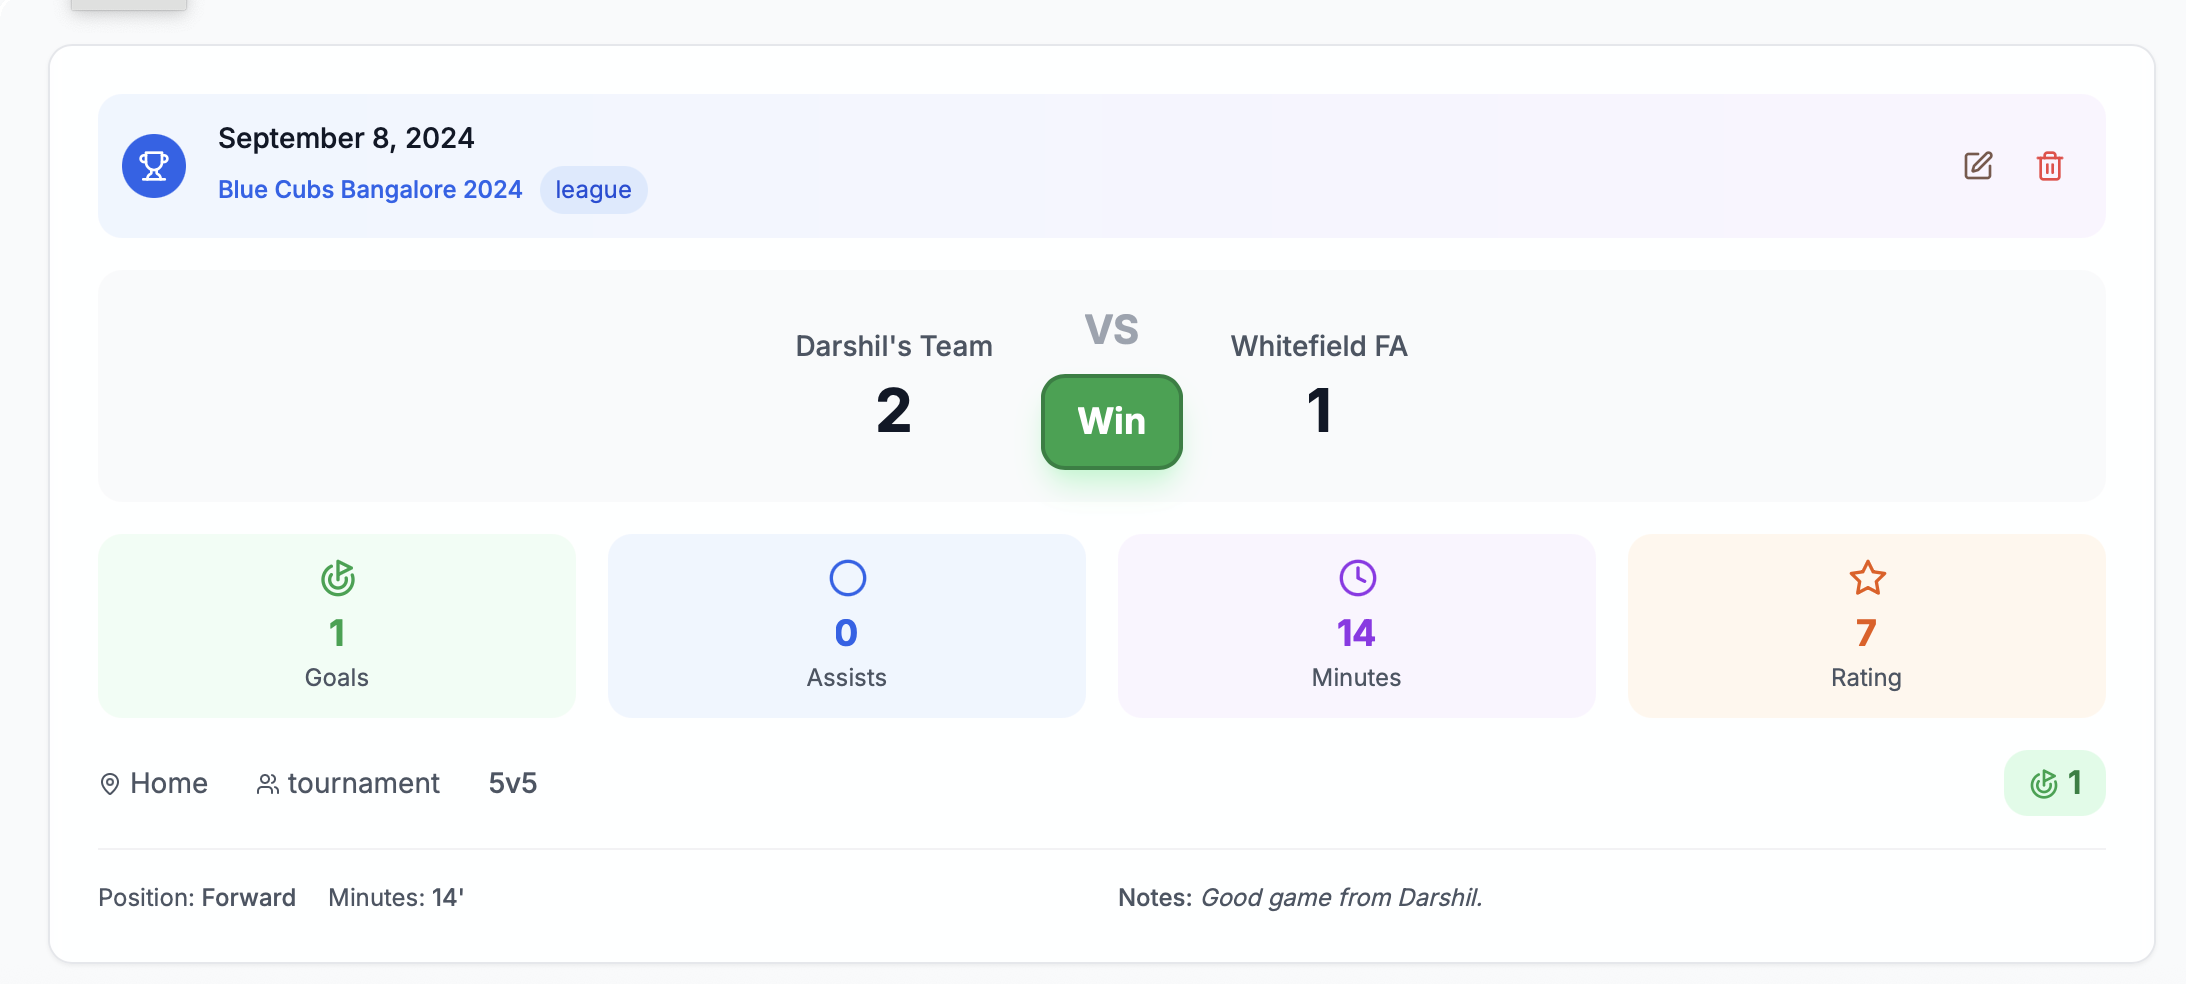 September 8, 2024
Blue Cubs Bangalore 2024 league
Darshil's Team VS Whitefield FA
2 Win 1
1 0 14 7
Goals Assists Minutes Rating
Home tournament 5v5 1
Position: Forward Minutes: 14' Notes: Good game from Darshil.